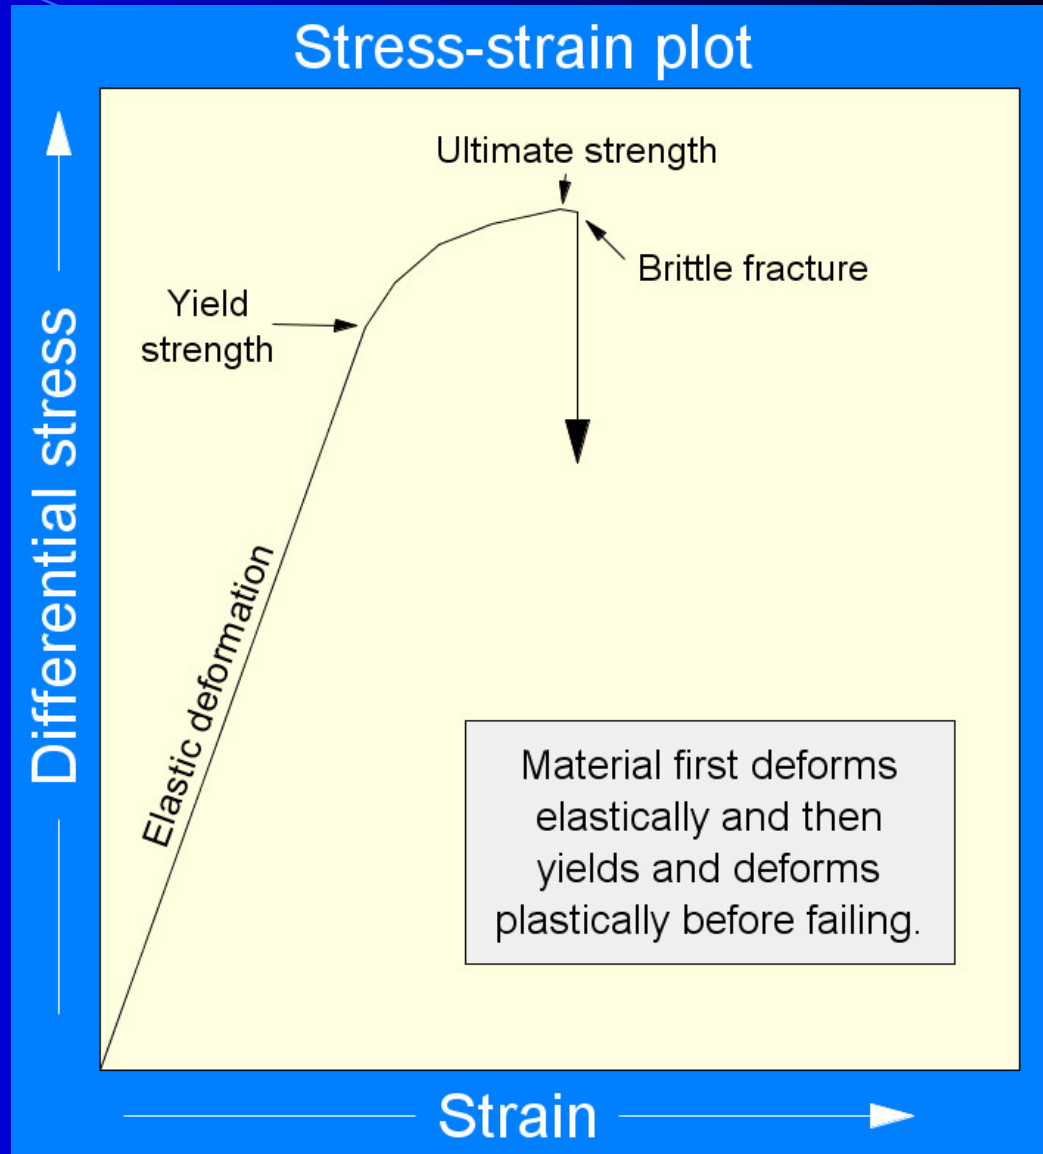 Stress-strain plot
Ultimate strength
Brittle fracture
Yield
strength
Elastic deformation
Differential stress
Material first deforms
elastically and then
yields and deforms
plastically before failing.
Strain